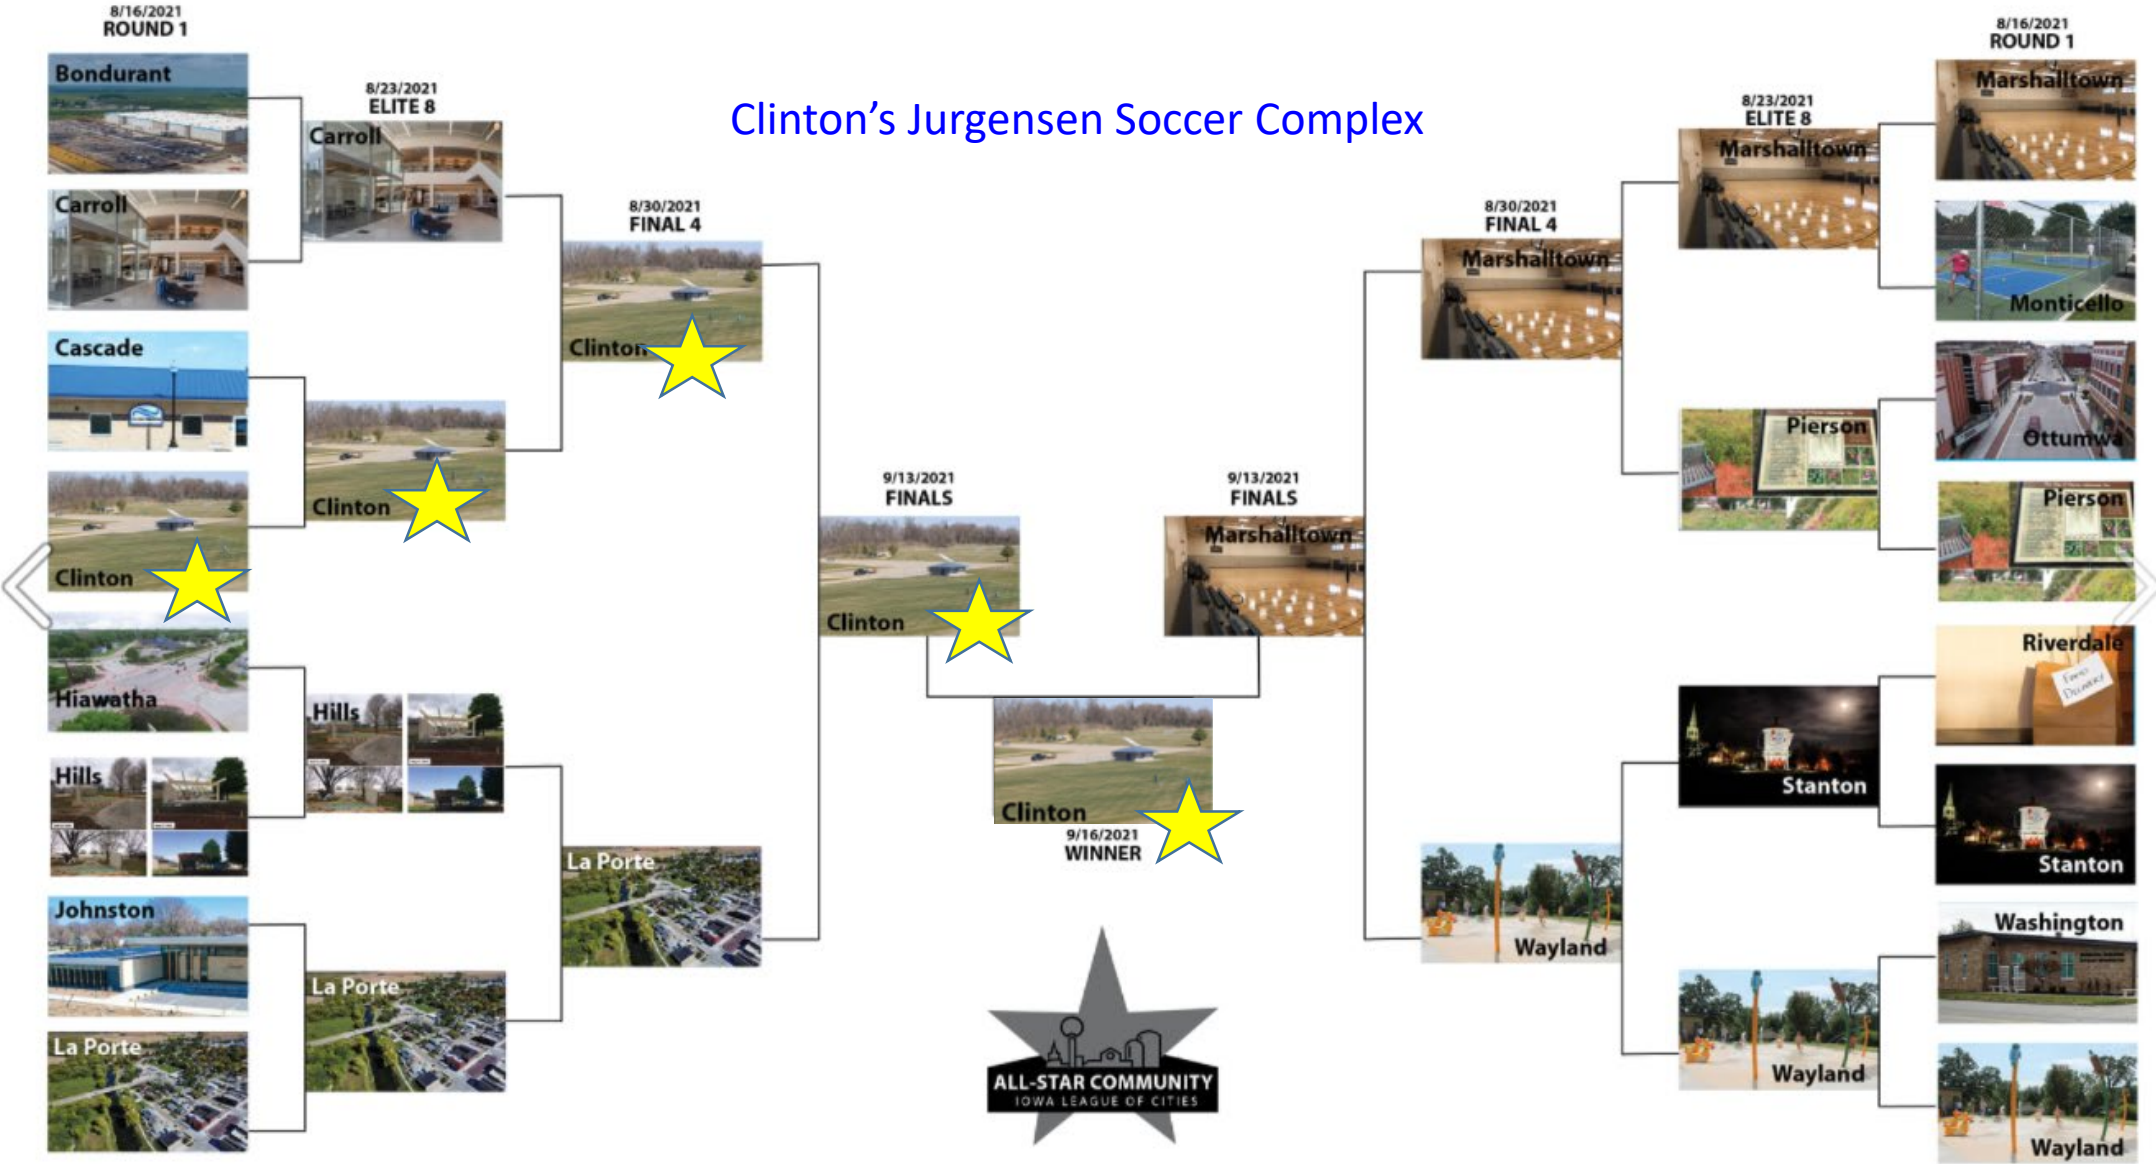 8/16/2021
ROUND 1
Bondurant
Carroll
Cascade
Clinton
Hiawatha
Hills
Johnston
La Porte
8/23/2021
ELITE 8
Carroll
Clinton
Hills
La Porte
8/30/2021
FINAL 4
Clinton
La Porte
Clinton's Jurgensen Soccer Complex
9/13/2021
FINALS
Clinton
9/13/2021
FINALS
Marshalltown
Clinton
9/16/2021
WINNER
ALL-STAR COMMUNITY
IOWA LEAGUE OF CITIES
8/30/2021
FINAL 4
Marshalltown
Wayland
8/23/2021
ELITE 8
Marshalltown
Pierson
Stanton
Wayland
8/16/2021
ROUND 1
Marshalltown
Monticello
Ottumwa
Pierson
Riverdale
Stanton
Washington
Wayland